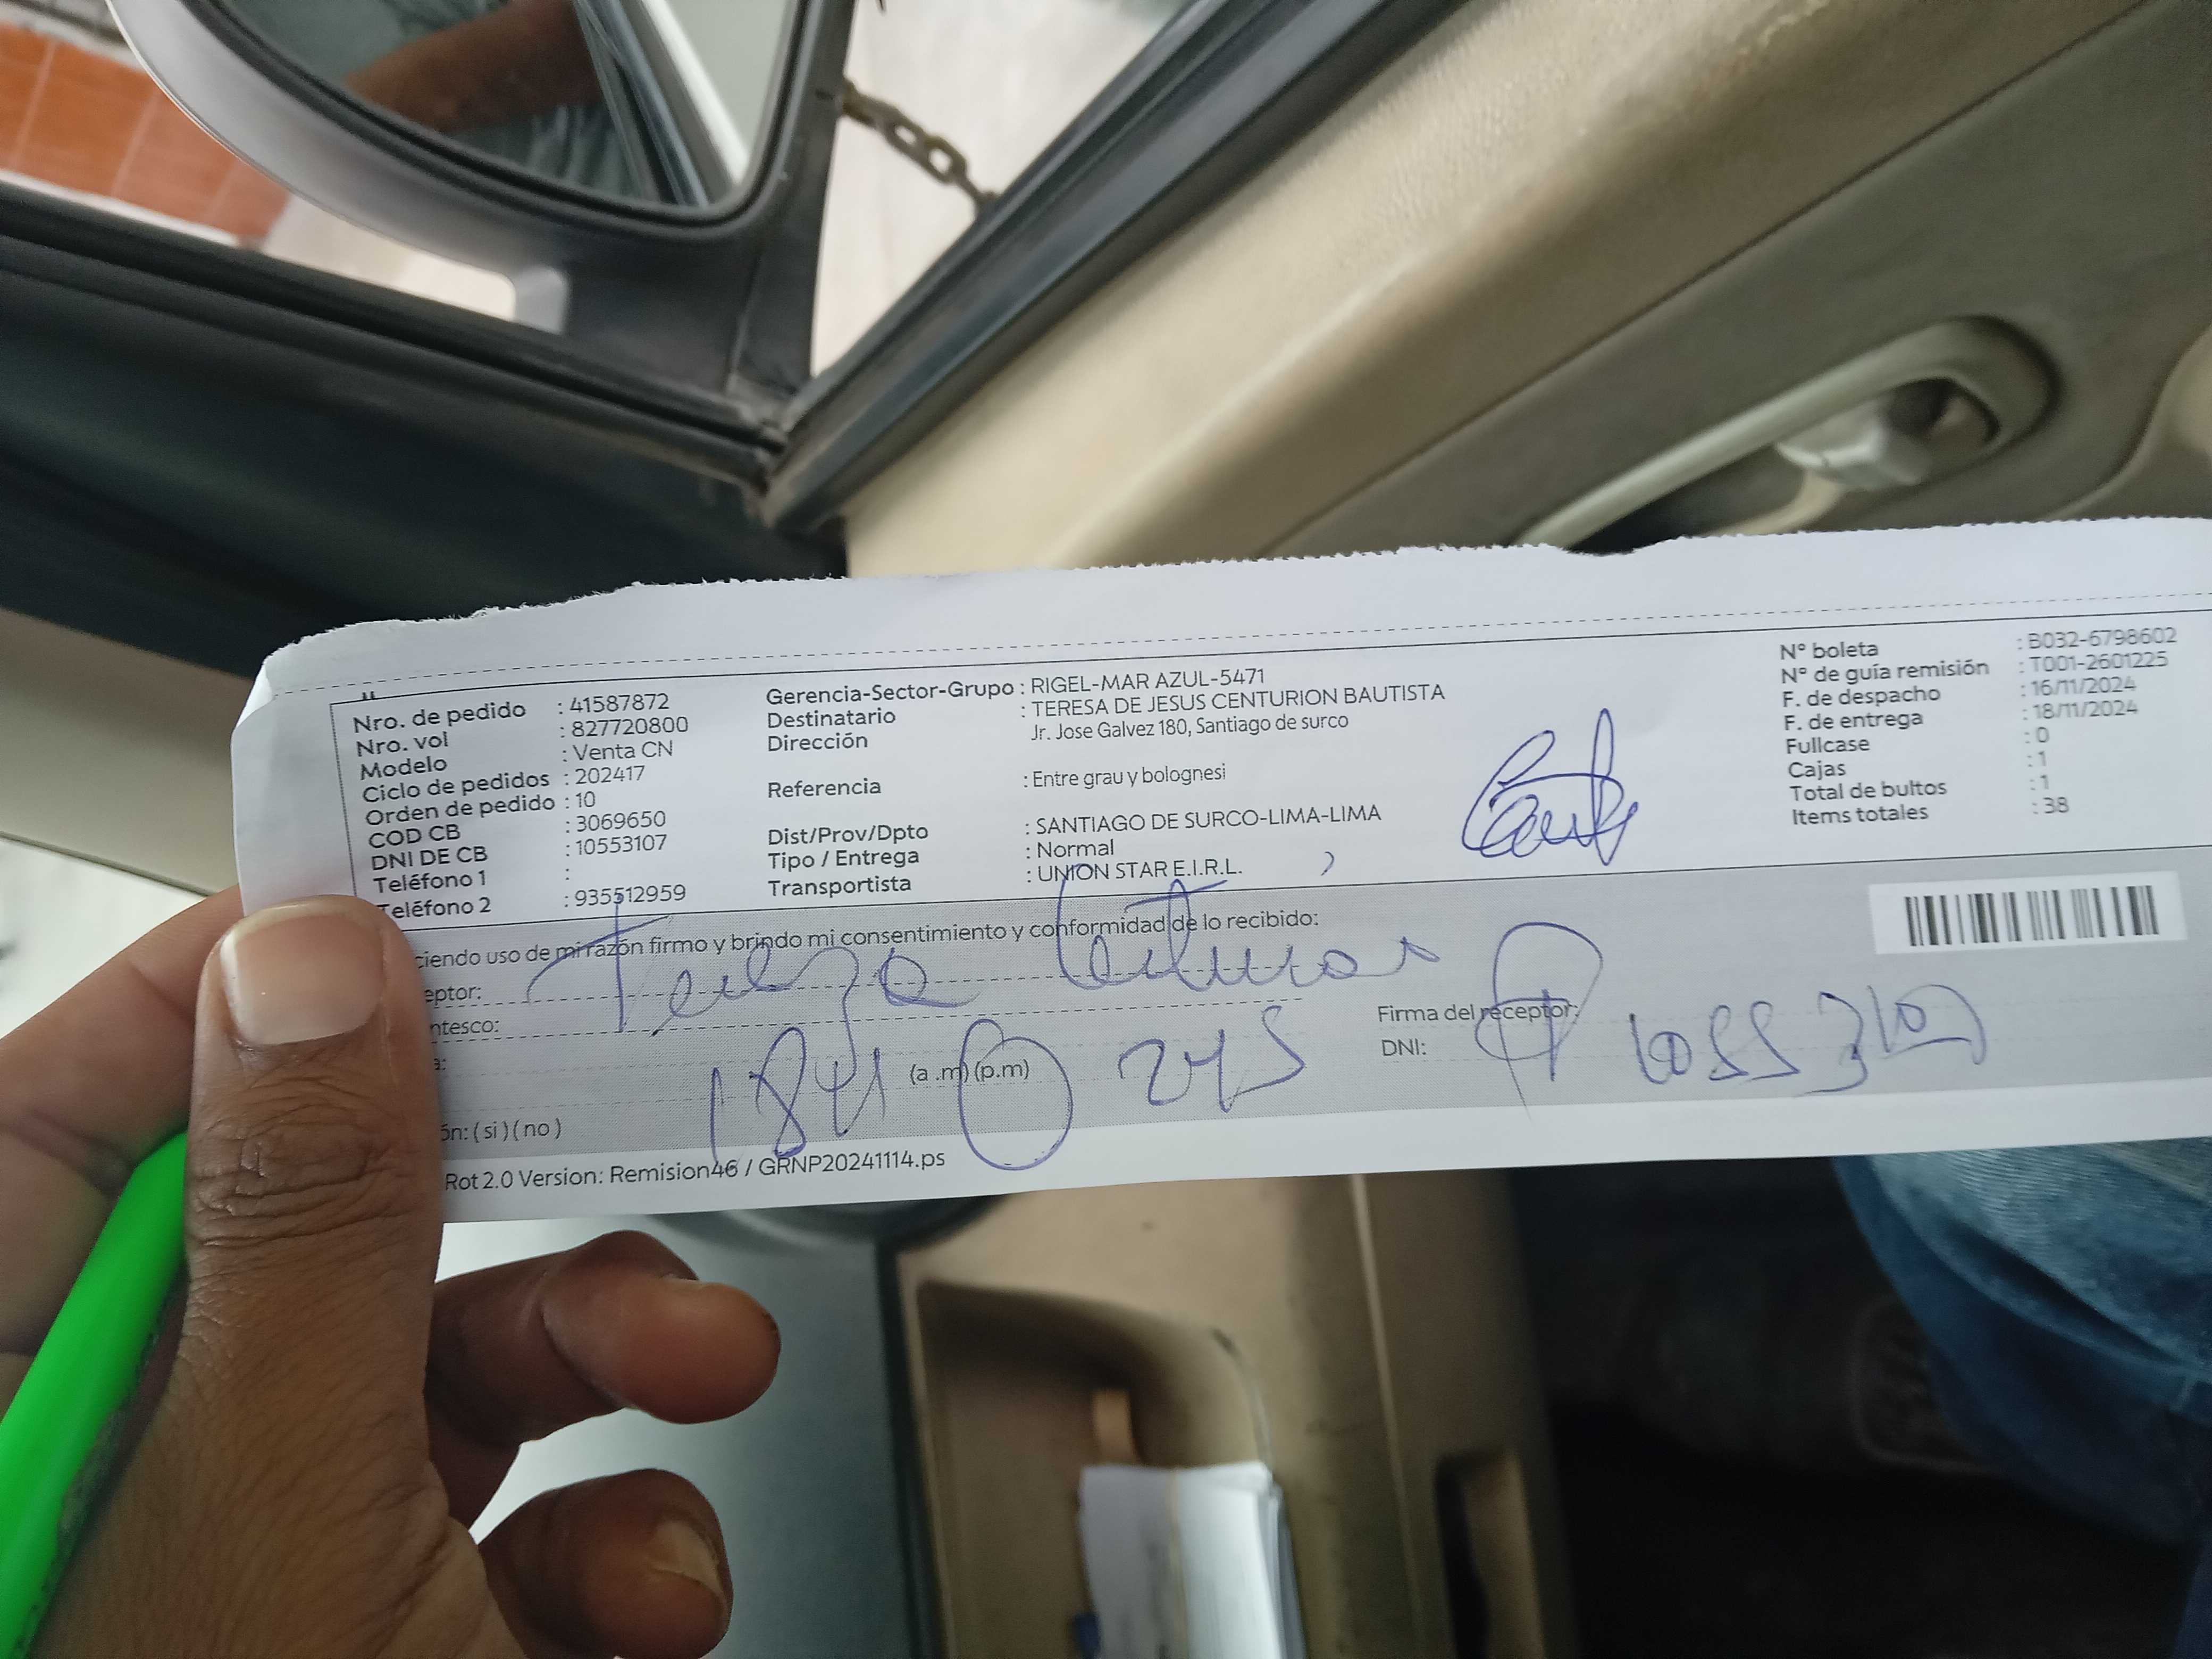 Nro. de pedido : 41587872
Nro. vol : 827720800
Modelo : Venta CN
Ciclo de pedidos : 202417
Orden de pedido : 10
COD CB : 3069650
DNI DE CB : 10553107
Teléfono 1 :
Teléfono 2 : 935512959
Gerencia-Sector-Grupo : RIGEL-MAR AZUL-5471
Destinatario : TERESA DE JESUS CENTURION BAUTISTA
Dirección Jr. Jose Galvez 180, Santiago de surco
Referencia : Entre grau y bolognesi
Dist/Prov/Dpto : SANTIAGO DE SURCO-LIMA-LIMA
Tipo / Entrega : Normal
Transportista : UNION STAR E.I.R.L.
N° boleta : B032-6798602
N° de guía remisión : T001-2601225
F. de despacho : 16/11/2024
F. de entrega : 18/11/2024
Fullcase : 0
Cajas : 1
Total de bultos : 1
Items totales : 38
ciendo uso de mi razón firmo y brindo mi consentimiento y conformidad de lo recibido:
eptor: Tereza
ntesco:
Firma del receptor:
a: (a .m) (p.m) 245
DNI: 10553107
ón: ( si ) ( no )
Rot 2.0 Version: Remision46 / GRNP20241114.ps